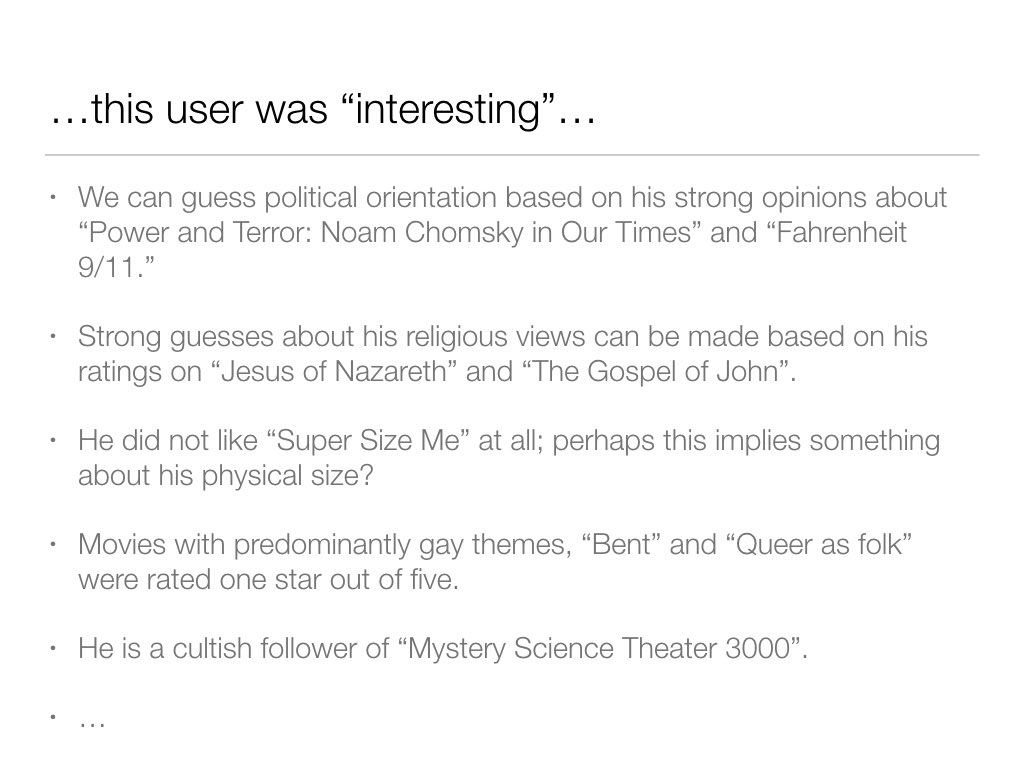 …this user was “interesting”…
• We can guess political orientation based on his strong opinions about
“Power and Terror: Noam Chomsky in Our Times” and “Fahrenheit
9/11.”
• Strong guesses about his religious views can be made based on his
ratings on “Jesus of Nazareth” and “The Gospel of John”.
• He did not like “Super Size Me” at all; perhaps this implies something
about his physical size?
• Movies with predominantly gay themes, “Bent” and “Queer as folk”
were rated one star out of five.
• He is a cultish follower of “Mystery Science Theater 3000”.
• …